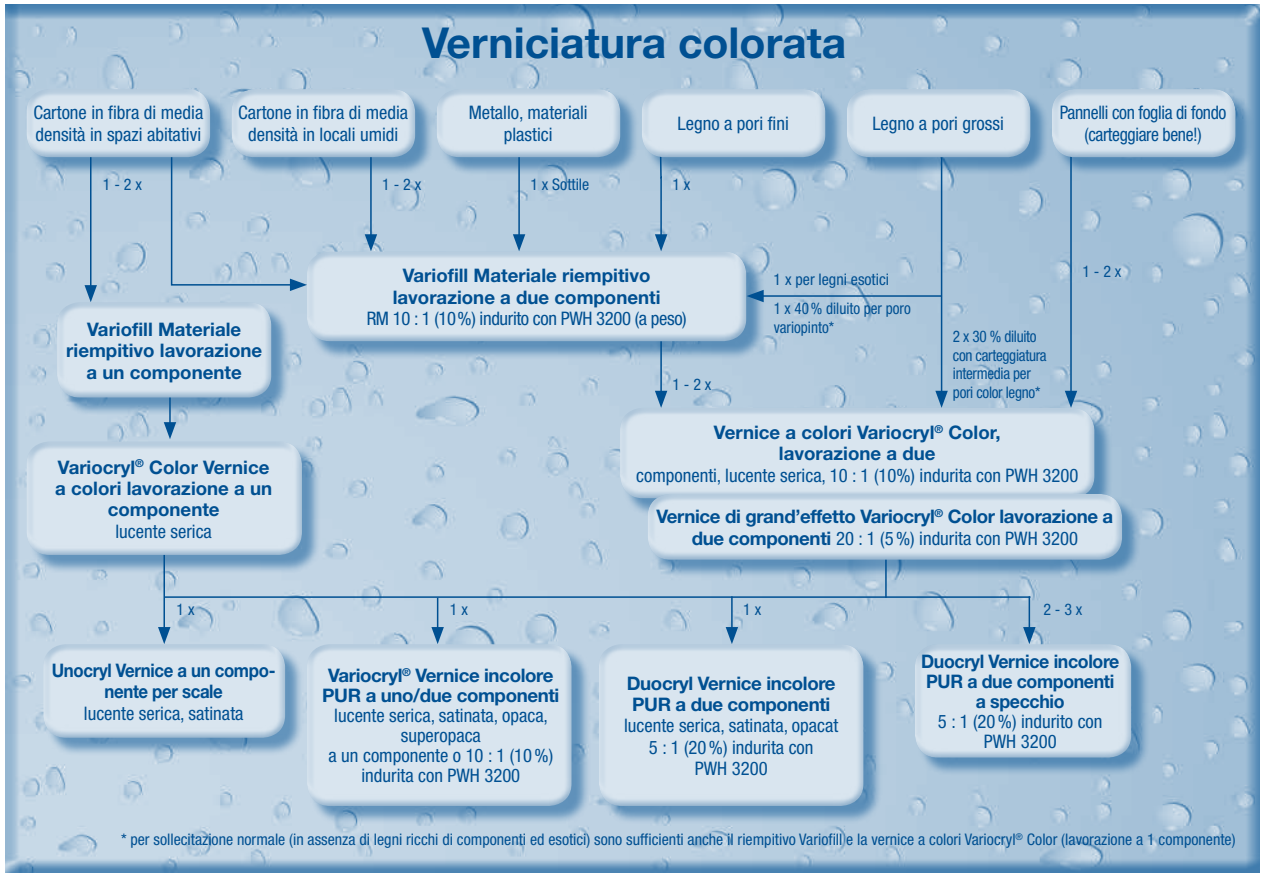 Verniciatura colorata
Cartone in fibra di media
densità in spazi abitativi
Cartone in fibra di media
densità in locali umidi
Metallo, materiali
plastici
Legno a pori fini
Legno a pori grossi
Pannelli con foglia di fondo
(carteggiare bene!)
1 - 2 x
1 - 2 x
1 x Sottile
1 x
1 - 2 x
Variofill Materiale riempitivo
lavorazione a due componenti
RM 10 : 1 (10 %) indurito con PWH 3200 (a peso)
1 x per legni esotici
1 x 40 % diluito per poro
variopinto*
2 x 30 % diluito
con carteggiatura
intermedia per
pori color legno*
Variofill Materiale
riempitivo lavorazione
a un componente
1 - 2 x
Vernice a colori Variocryl® Color,
lavorazione a due
componenti, lucente serica, 10 : 1 (10%) indurita con PWH 3200
Variocryl® Color Vernice
a colori lavorazione a un
componente
lucente serica
Vernice di grand’effetto Variocryl® Color lavorazione a
due componenti 20 : 1 (5 %) indurita con PWH 3200
1 x
1 x
1 x
2 - 3 x
Unocryl Vernice a un compo-
nente per scale
lucente serica, satinata
Variocryl® Vernice incolore
PUR a uno/due componenti
lucente serica, satinata, opaca,
superopaca
a un componente o 10 : 1 (10 %)
indurita con PWH 3200
Duocryl Vernice incolore
PUR a due componenti
lucente serica, satinata, opacat
5 : 1 (20 %) indurita con
PWH 3200
Duocryl Vernice incolore
PUR a due componenti
a specchio
5 : 1 (20 %) indurito con
PWH 3200
* per sollecitazione normale (in assenza di legni ricchi di componenti ed esotici) sono sufficienti anche il riempitivo Variofill e la vernice a colori Variocryl® Color (lavorazione a 1 componente)